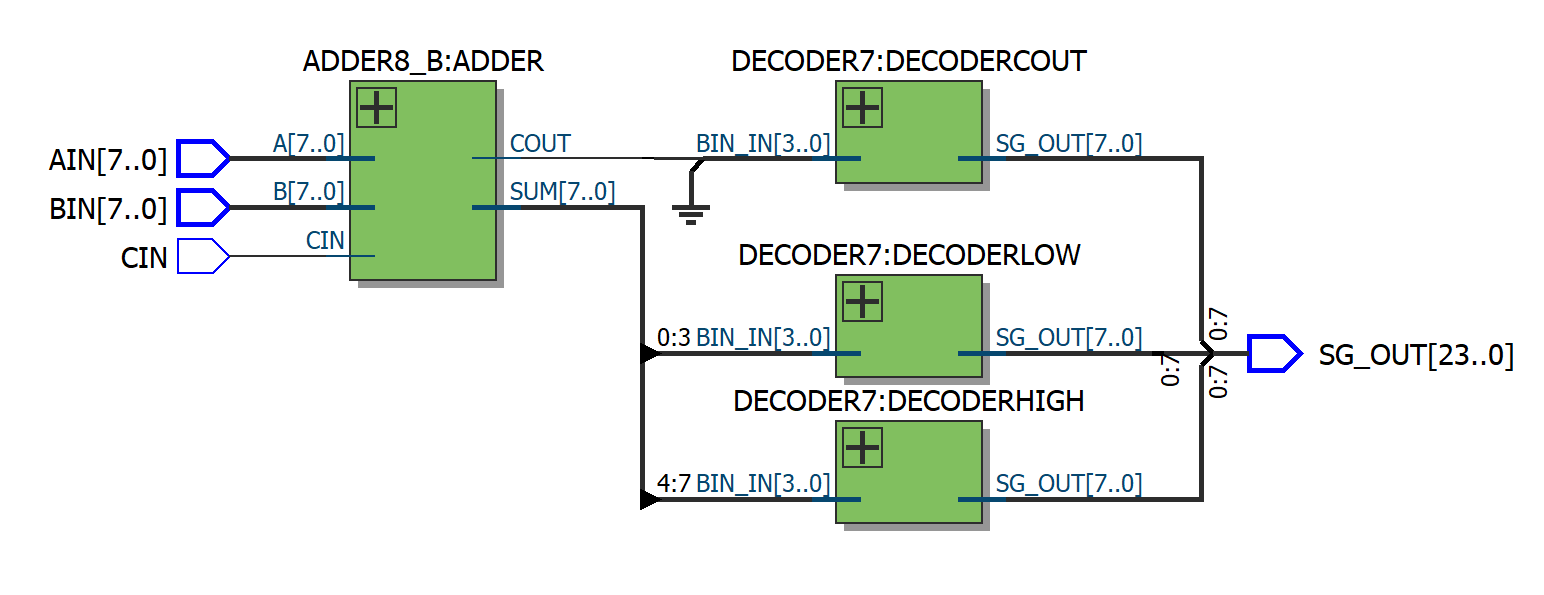 ADDER8_B:ADDER
DECODER7:DECODERCOUT
AIN[7..0]
A[7..0]
COUT
BIN_IN[3..0]
SG_OUT[7..0]
BIN[7..0]
B[7..0]
SUM[7..0]
CIN
CIN
DECODER7:DECODERLOW
0:3
BIN_IN[3..0]
SG_OUT[7..0]
0:7
0:7
0:7
SG_OUT[23..0]
DECODER7:DECODERHIGH
4:7
BIN_IN[3..0]
SG_OUT[7..0]